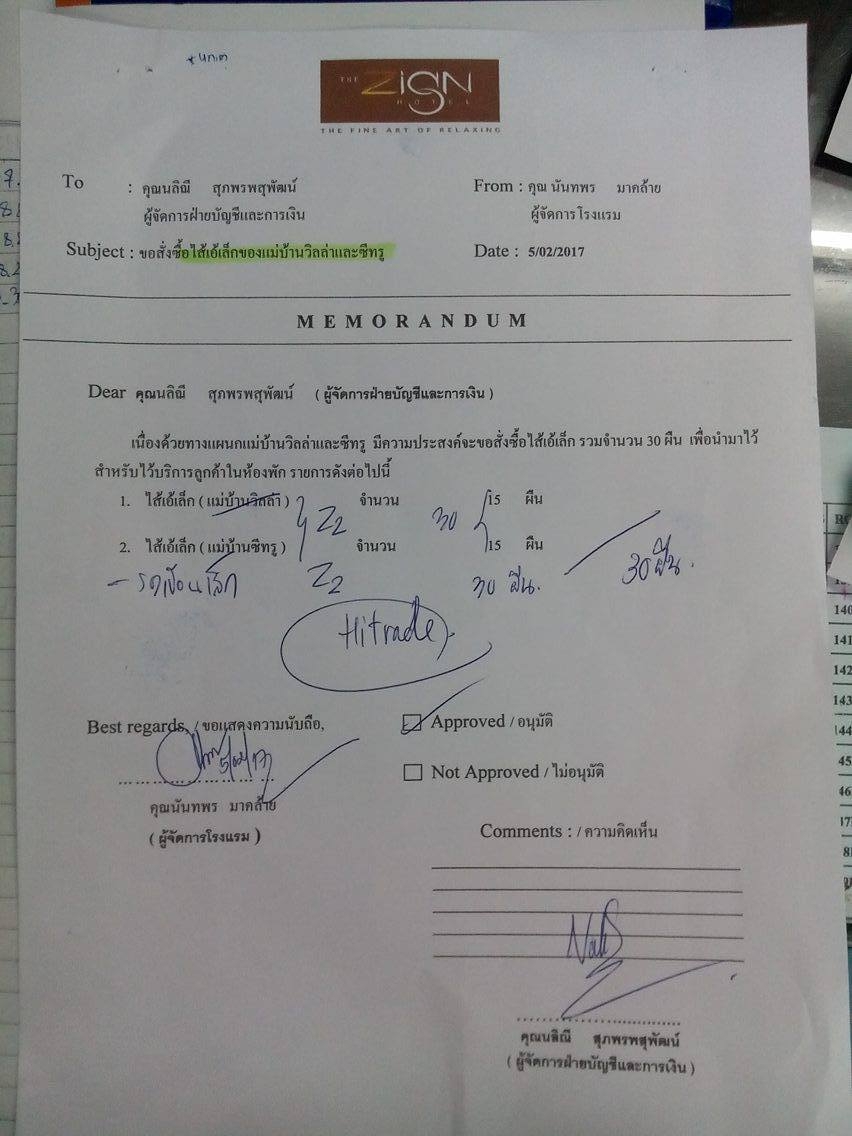 THE ZIGN
HOTEL
THE FINE ART OF RELAXING
To : คุณนลิณี สุภพรพสุพัฒน์ From : คุณ นันทพร มาคล้าย
ผู้จัดการฝ่ายบัญชีและการเงิน ผู้จัดการโรงแรม
Subject : ขอสั่งซื้อไส้เอ้เล็กของแม่บ้านวิลล่าและซีทรู Date : 5/02/2017
MEMORANDUM
Dear คุณนลิณี สุภพรพสุพัฒน์ ( ผู้จัดการฝ่ายบัญชีและการเงิน )
เนื่องด้วยทางแผนกแม่บ้านวิลล่าและซีทรู มีความประสงค์จะขอสั่งซื้อไส้เอ้เล็ก รวมจำนวน 30 ผืน เพื่อนำมาไว้
สำหรับไว้บริการลูกค้าในห้องพัก รายการดังต่อไปนี้
1. ไส้เอ้เล็ก ( แม่บ้านวิลล่า ) จำนวน 15 ผืน
Z2 30
2. ไส้เอ้เล็ก ( แม่บ้านซีทรู ) จำนวน 15 ผืน
Z2 30 ผืน. 30 ผืน.
Hitrade
Best regards, / ขอแสดงความนับถือ, Approved / อนุมัติ
5/02/17
Not Approved / ไม่อนุมัติ
คุณนันทพร มาคล้าย
( ผู้จัดการโรงแรม )
Comments : / ความคิดเห็น
คุณนลิณี สุภพรพสุพัฒน์
( ผู้จัดการฝ่ายบัญชีและการเงิน )
140
141
142
143
144
45
46